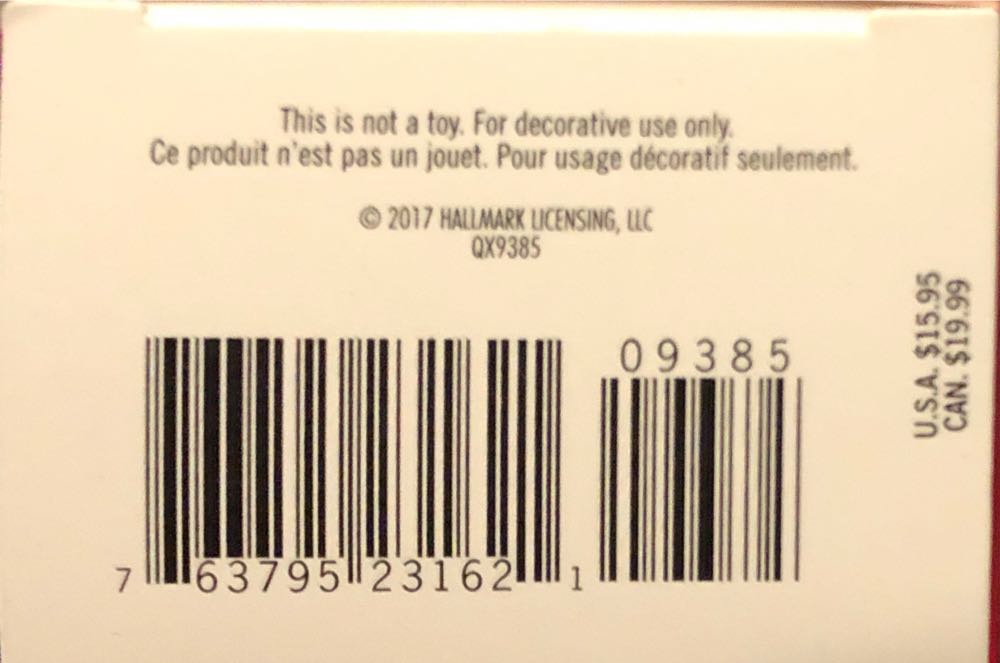 This is not a toy. For decorative use only.
Ce produit n'est pas un jouet. Pour usage décoratif seulement.
© 2017 HALLMARK LICENSING, LLC
QX9385
09385
7 63795 23162 1
U.S.A. $15.95
CAN. $19.99